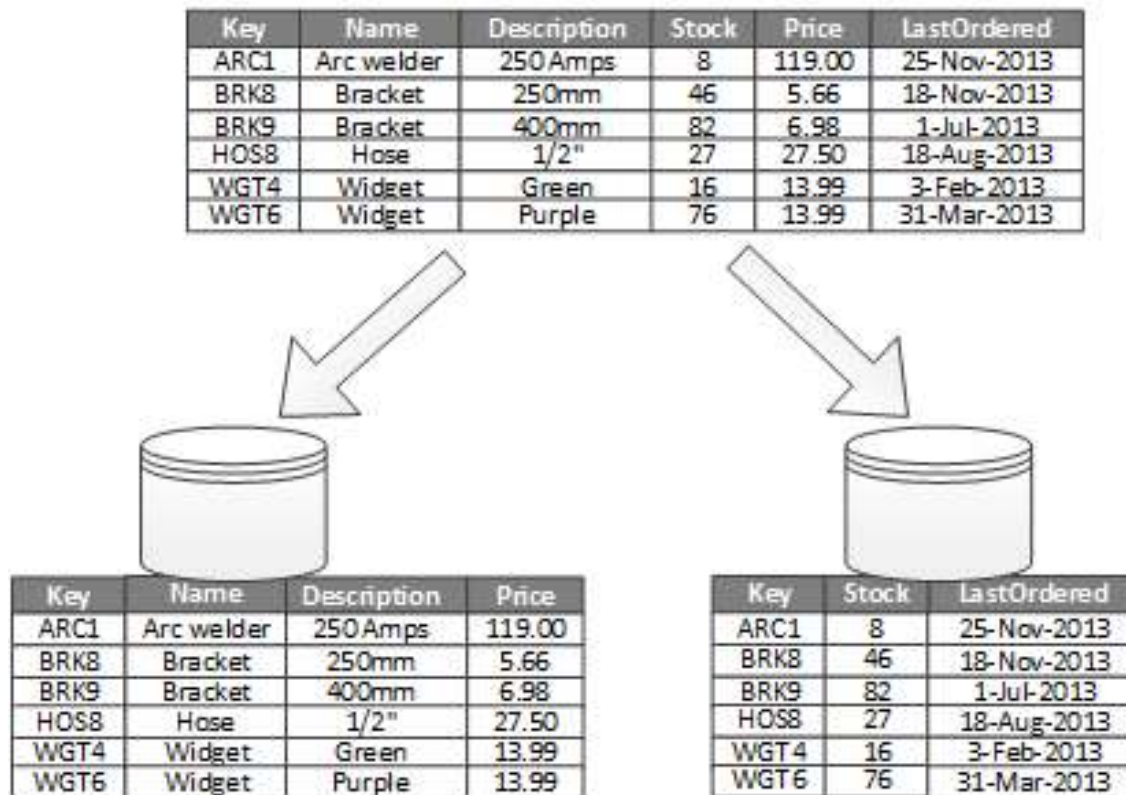 Key Name Description Stock Price LastOrdered
ARC1 Arc welder 250 Amps 8 119.00 25-Nov-2013
BRK8 Bracket 250mm 46 5.66 18-Nov-2013
BRK9 Bracket 400mm 82 6.98 1-Jul-2013
HOS8 Hose 1/2" 27 27.50 18-Aug-2013
WGT4 Widget Green 16 13.99 3-Feb-2013
WGT6 Widget Purple 76 13.99 31-Mar-2013
Key Name Description Price
ARC1 Arc welder 250 Amps 119.00
BRK8 Bracket 250mm 5.66
BRK9 Bracket 400mm 6.98
HOS8 Hose 1/2" 27.50
WGT4 Widget Green 13.99
WGT6 Widget Purple 13.99
Key Stock LastOrdered
ARC1 8 25-Nov-2013
BRK8 46 18-Nov-2013
BRK9 82 1-Jul-2013
HOS8 27 18-Aug-2013
WGT4 16 3-Feb-2013
WGT6 76 31-Mar-2013